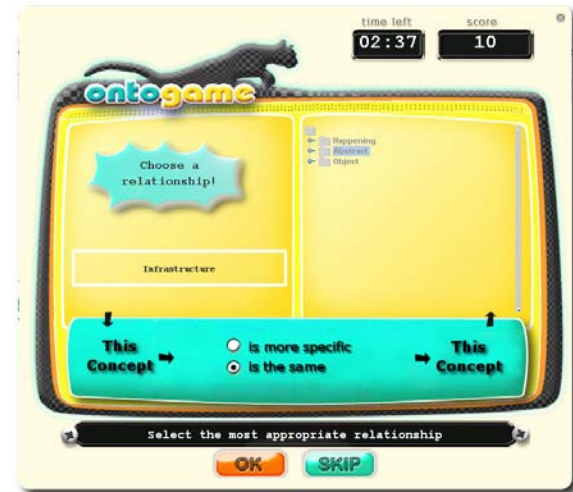 time left
score
02:37
10
ontogame
Choose a
relationship!
Happening
Abstract
Object
Infrastructure
This
Concept
is more specific
is the same
This
Concept
Select the most appropriate relationship
OK
SKIP